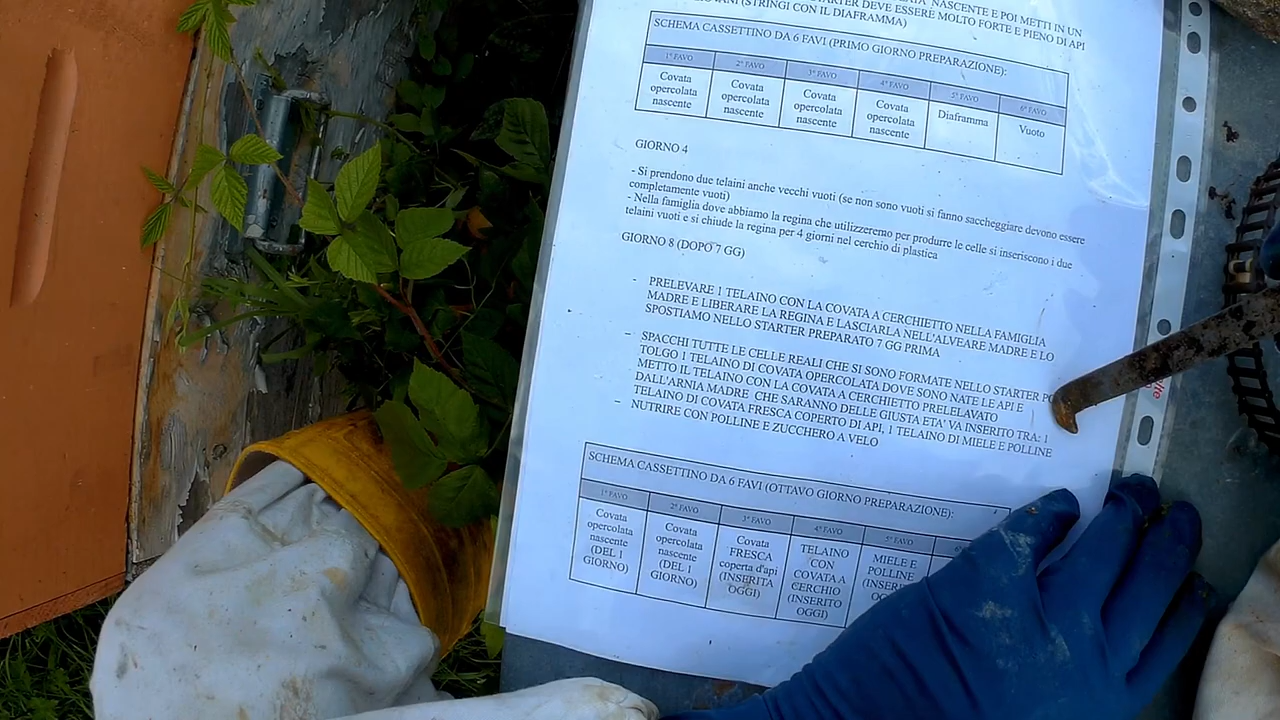 NASCENTE E POI METTI IN UN
STARTER DEVE ESSERE MOLTO FORTE E PIENO DI API
(STRINGI CON IL DIAFRAMMA)
SCHEMA CASSETTINO DA 6 FAVI (PRIMO GIORNO PREPARAZIONE):
1° FAVO 2° FAVO 3° FAVO 4° FAVO 5° FAVO 6° FAVO
Covata Covata Covata Covata Diaframma Vuoto
opercolata opercolata opercolata opercolata
nascente nascente nascente nascente
GIORNO 4
- Si prendono due telaini anche vecchi vuoti (se non sono vuoti si fanno saccheggiare devono essere
completamente vuoti)
- Nella famiglia dove abbiamo la regina che utilizzeremo per produrre le celle si inseriscono i due
telaini vuoti e si chiude la regina per 4 giorni nel cerchio di plastica
GIORNO 8 (DOPO 7 GG)
- PRELEVARE 1 TELAINO CON LA COVATA A CERCHIETTO NELLA FAMIGLIA
MADRE E LIBERARE LA REGINA E LASCIARLA NELL'ALVEARE MADRE E LO
SPOSTIAMO NELLO STARTER PREPARATO 7 GG PRIMA
- SPACCHI TUTTE LE CELLE REALI CHE SI SONO FORMATE NELLO STARTER
TOLGO 1 TELAINO DI COVATA OPERCOLATA DOVE SONO NATE LE API E
METTO IL TELAINO CON LA COVATA A CERCHIETTO PRELELAVATO
DALL'ARNIA MADRE CHE SARANNO DELLE GIUSTA ETA' VA INSERITO TRA: 1
TELAINO DI COVATA FRESCA COPERTO DI API, 1 TELAINO DI MIELE E POLLINE
- NUTRIRE CON POLLINE E ZUCCHERO A VELO
SCHEMA CASSETTINO DA 6 FAVI (OTTAVO GIORNO PREPARAZIONE):
1° FAVO 2° FAVO 3° FAVO 4° FAVO 5° FAVO
Covata Covata Covata TELAINO MIELE E
opercolata opercolata FRESCA CON POLLINE
nascente nascente coperta d'api COVATA A
(DEL 1 (DEL 1 (INSERITA CERCHIO
GIORNO) GIORNO) OGGI) (INSERITO
OGGI)